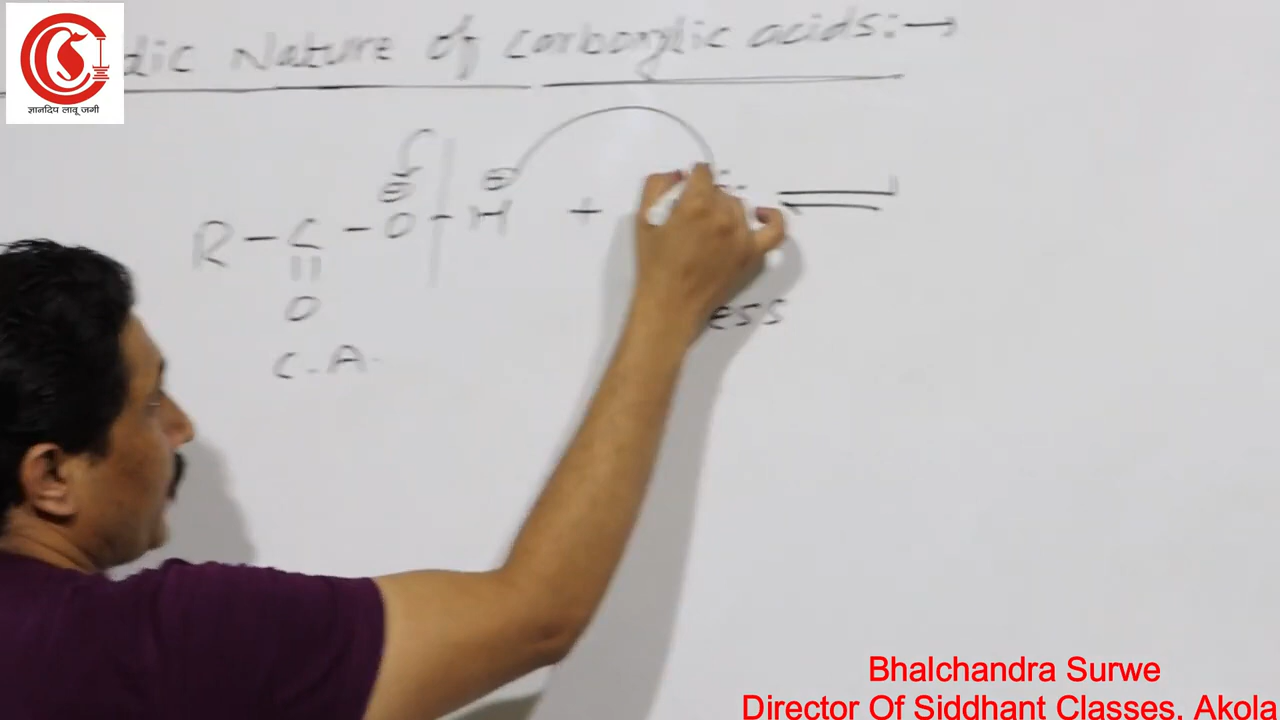 ज्ञानदिप लावू जगी
dic Nature of carboxylic acids:→
⊖ ⊕
R - C - O - H + ⇌
||
O
ess
C.A.
Bhalchandra Surwe
Director Of Siddhant Classes, Akola